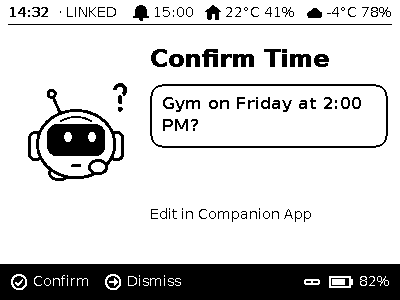 14:32 · LINKED 15:00 22°C 41% -4°C 78%
Confirm Time
?
Gym on Friday at 2:00
PM?
Edit in Companion App
Confirm Dismiss 82%